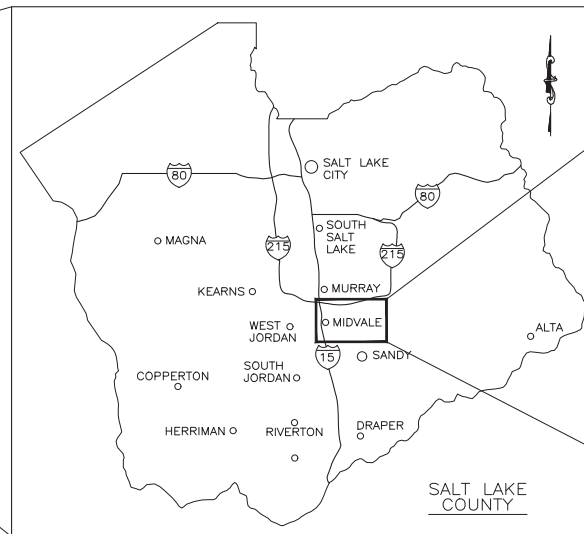 SALT LAKE
CITY
80
80
SOUTH
SALT
LAKE
MAGNA
215
215
KEARNS
MURRAY
WEST
JORDAN
MIDVALE
ALTA
15
SANDY
COPPERTON
SOUTH
JORDAN
HERRIMAN
RIVERTON
DRAPER
SALT LAKE
COUNTY